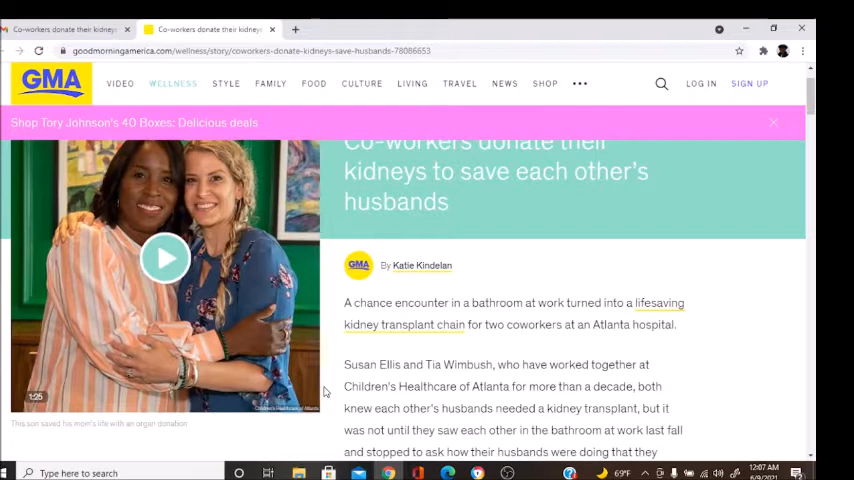 Co-workers donate their kidneys
Co-workers donate their kidneys
goodmorningamerica.com/wellness/story/coworkers-donate-kidneys-save-husbands-78086653
GMA
VIDEO WELLNESS STYLE FAMILY FOOD CULTURE LIVING TRAVEL NEWS SHOP ••• LOG IN SIGN UP
Shop Tory Johnson's 40 Boxes: Delicious deals
Co-workers donate their
kidneys to save each other's
husbands
GMA
By Katie Kindelan
A chance encounter in a bathroom at work turned into a lifesaving
kidney transplant chain for two coworkers at an Atlanta hospital.
Susan Ellis and Tia Wimbush, who have worked together at
Children's Healthcare of Atlanta for more than a decade, both
knew each other's husbands needed a kidney transplant, but it
was not until they saw each other in the bathroom at work last fall
and stopped to ask how their husbands were doing that they
1:25
Children's Healthcare of Atlanta
This son saved his mom's life with an organ donation
Type here to search
69°F
12:07 AM
6/9/2021